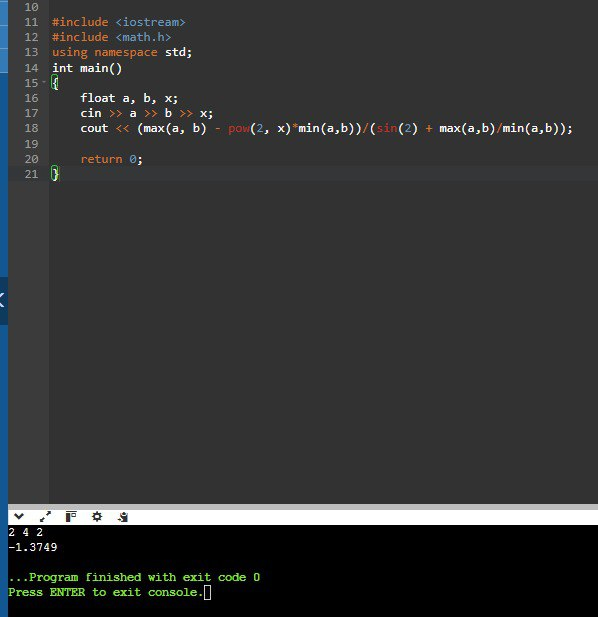 10
11 #include <iostream>
12 #include <math.h>
13 using namespace std;
14 int main()
15 {
16 float a, b, x;
17 cin >> a >> b >> x;
18 cout << (max(a, b) - pow(2, x)*min(a,b))/(sin(2) + max(a,b)/min(a,b));
19
20 return 0;
21 }
2 4 2
-1.3749
...Program finished with exit code 0
Press ENTER to exit console.